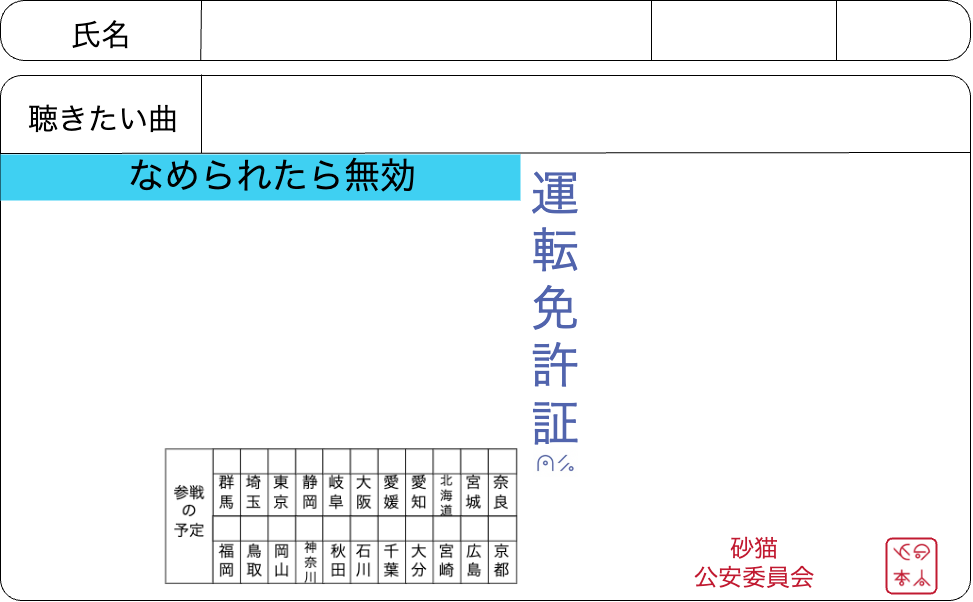 氏名
聴きたい曲
なめられたら無効
運転免許証
参戦
の
予定
群馬 埼玉 東京 静岡 岐阜 大阪 愛媛 愛知 北海道 宮城 奈良
福岡 鳥取 岡山 神奈川 秋田 石川 千葉 大分 宮崎 広島 京都
砂猫
公安委員会